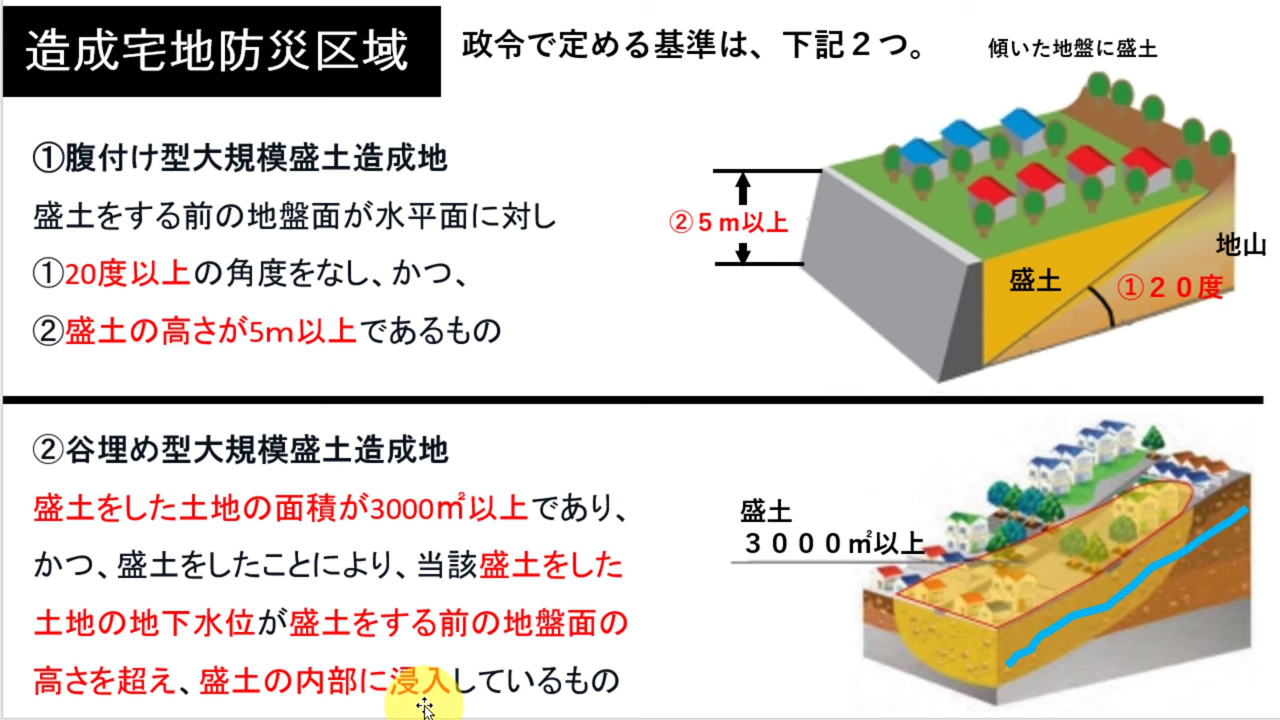 造成宅地防災区域
政令で定める基準は、下記２つ。
傾いた地盤に盛土
①腹付け型大規模盛土造成地
盛土をする前の地盤面が水平面に対し
①20度以上の角度をなし、かつ、
②盛土の高さが5m以上であるもの
②５m以上
盛土
①２０度
地山
②谷埋め型大規模盛土造成地
盛土をした土地の面積が3000㎡以上であり、
かつ、盛土をしたことにより、当該盛土をした
土地の地下水位が盛土をする前の地盤面の
高さを超え、盛土の内部に浸入しているもの
盛土
３０００㎡以上